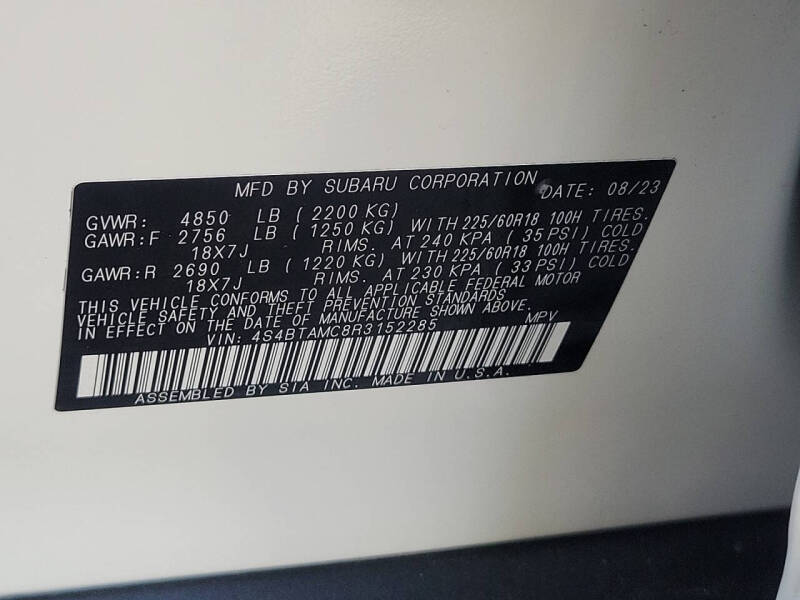 MFD BY SUBARU CORPORATION DATE: 08/23
GVWR: 4850 LB ( 2200 KG)
GAWR:F 2756 LB ( 1250 KG) WITH 225/60R18 100H TIRES.
18X7J RIMS. AT 240 KPA ( 35 PSI) COLD
GAWR:R 2690 LB ( 1220 KG) WITH 225/60R18 100H TIRES.
18X7J RIMS. AT 230 KPA ( 33 PSI) COLD
THIS VEHICLE CONFORMS TO ALL APPLICABLE FEDERAL MOTOR
VEHICLE SAFETY AND THEFT PREVENTION STANDARDS
IN EFFECT ON THE DATE OF MANUFACTURE SHOWN ABOVE.
VIN: 4S4BTAMC8R3152285 MPV
ASSEMBLED BY SIA INC. MADE IN U.S.A.